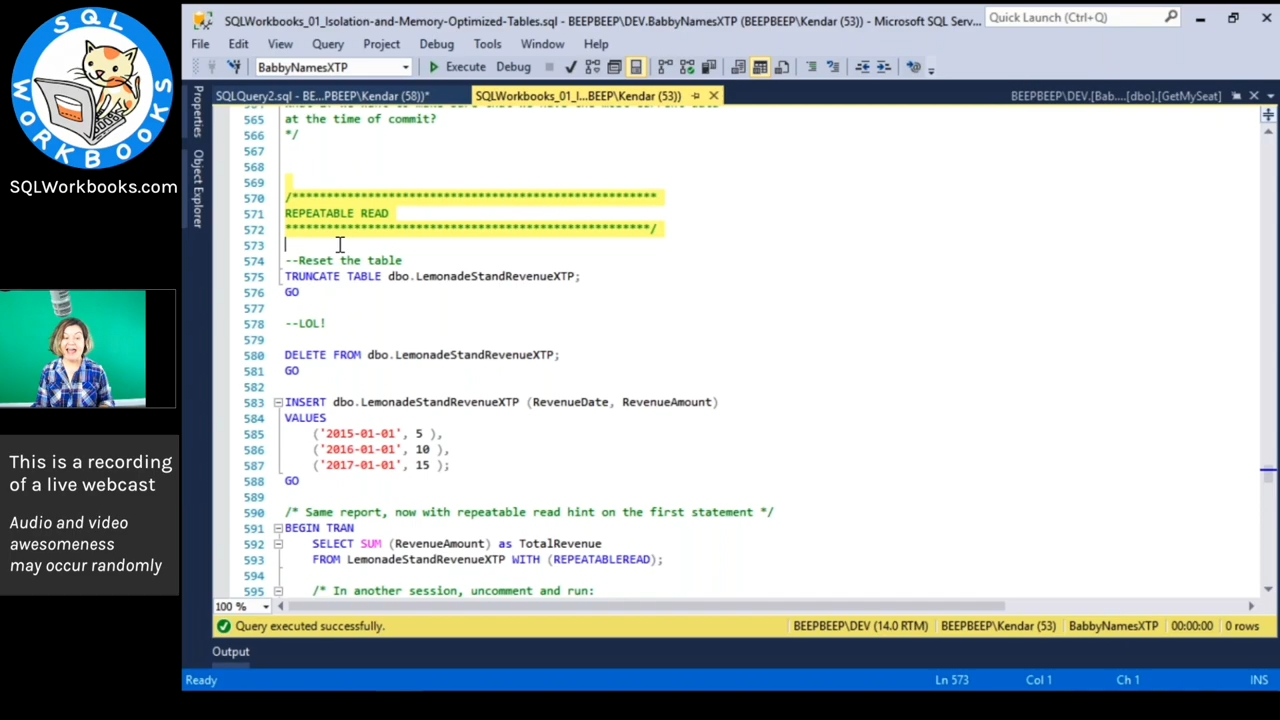 SQL WORKBOOKS
SQLWorkbooks.com
This is a recording
of a live webcast
Audio and video
awesomeness
may occur randomly
SQLWorkbooks_01_Isolation-and-Memory-Optimized-Tables.sql - BEEPBEEP\DEV.BabbyNamesXTP (BEEPBEEP\Kendar (53)) - Microsoft SQL Serv...
Quick Launch (Ctrl+Q)
File Edit View Query Project Debug Tools Window Help
BabbyNamesXTP Execute Debug
SQLQuery2.sql - BE...PBEEP\Kendar (58))* SQLWorkbooks_01_I...BEEP\Kendar (53)) BEEPBEEP\DEV.[Bab....[dbo].[GetMySeat]
Properties
Object Explorer
565 at the time of commit?
566 */
567
568
569
570 /****************************************************
571 REPEATABLE READ
572 ****************************************************/
573
574 --Reset the table
575 TRUNCATE TABLE dbo.LemonadeStandRevenueXTP;
576 GO
577
578 --LOL!
579
580 DELETE FROM dbo.LemonadeStandRevenueXTP;
581 GO
582
583 INSERT dbo.LemonadeStandRevenueXTP (RevenueDate, RevenueAmount)
584 VALUES
585 ('2015-01-01', 5 ),
586 ('2016-01-01', 10 ),
587 ('2017-01-01', 15 );
588 GO
589
590 /* Same report, now with repeatable read hint on the first statement */
591 BEGIN TRAN
592 SELECT SUM (RevenueAmount) as TotalRevenue
593 FROM LemonadeStandRevenueXTP WITH (REPEATABLEREAD);
594
595 /* In another session, uncomment and run:
100 %
Query executed successfully. BEEPBEEP\DEV (14.0 RTM) BEEPBEEP\Kendar (53) BabbyNamesXTP 00:00:00 0 rows
Output
Ready Ln 573 Col 1 Ch 1 INS